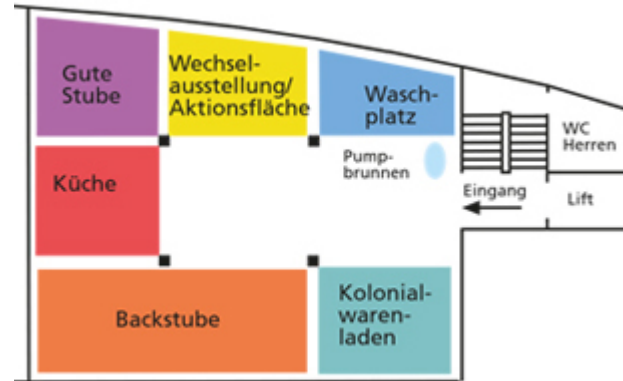 Gute
Stube
Wechsel-
ausstellung/
Aktionsfläche
Wasch-
platz
WC
Herren
Pump-
brunnen
Küche
Eingang
Lift
Backstube
Kolonial-
waren-
laden